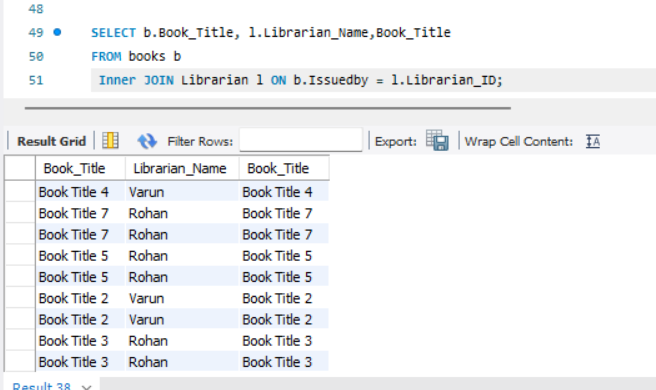 48
49 SELECT b.Book_Title, l.Librarian_Name,Book_Title
50 FROM books b
51 Inner JOIN Librarian l ON b.Issuedby = l.Librarian_ID;
Result Grid Filter Rows: Export: Wrap Cell Content: IA
Book_Title Librarian_Name Book_Title
Book Title 4 Varun Book Title 4
Book Title 7 Rohan Book Title 7
Book Title 7 Rohan Book Title 7
Book Title 5 Rohan Book Title 5
Book Title 5 Rohan Book Title 5
Book Title 2 Varun Book Title 2
Book Title 2 Varun Book Title 2
Book Title 3 Rohan Book Title 3
Book Title 3 Rohan Book Title 3
Result 38